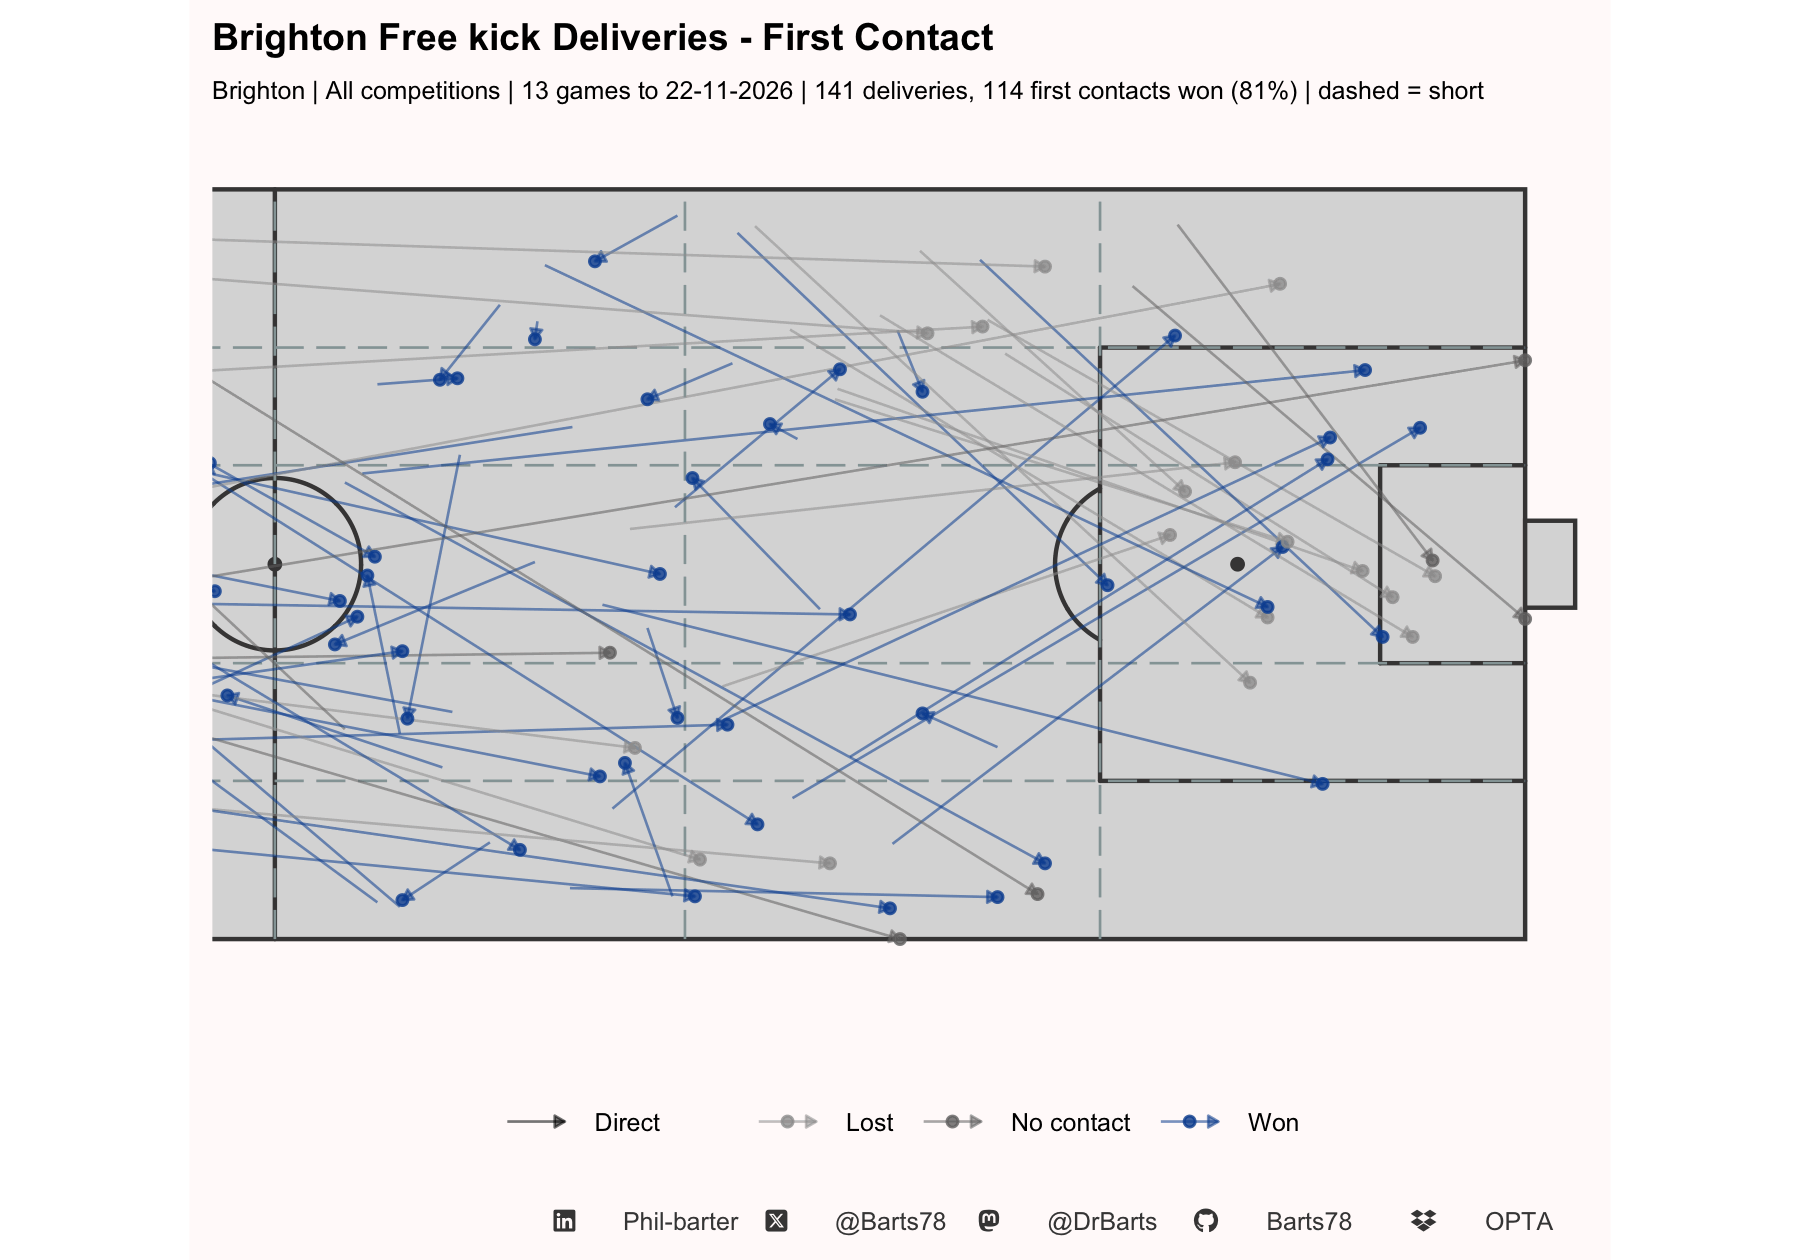 Brighton Free kick Deliveries - First Contact
Brighton | All competitions | 13 games to 22-11-2026 | 141 deliveries, 114 first contacts won (81%) | dashed = short
Direct Lost No contact Won
Phil-barter @Barts78 @DrBarts Barts78 OPTA